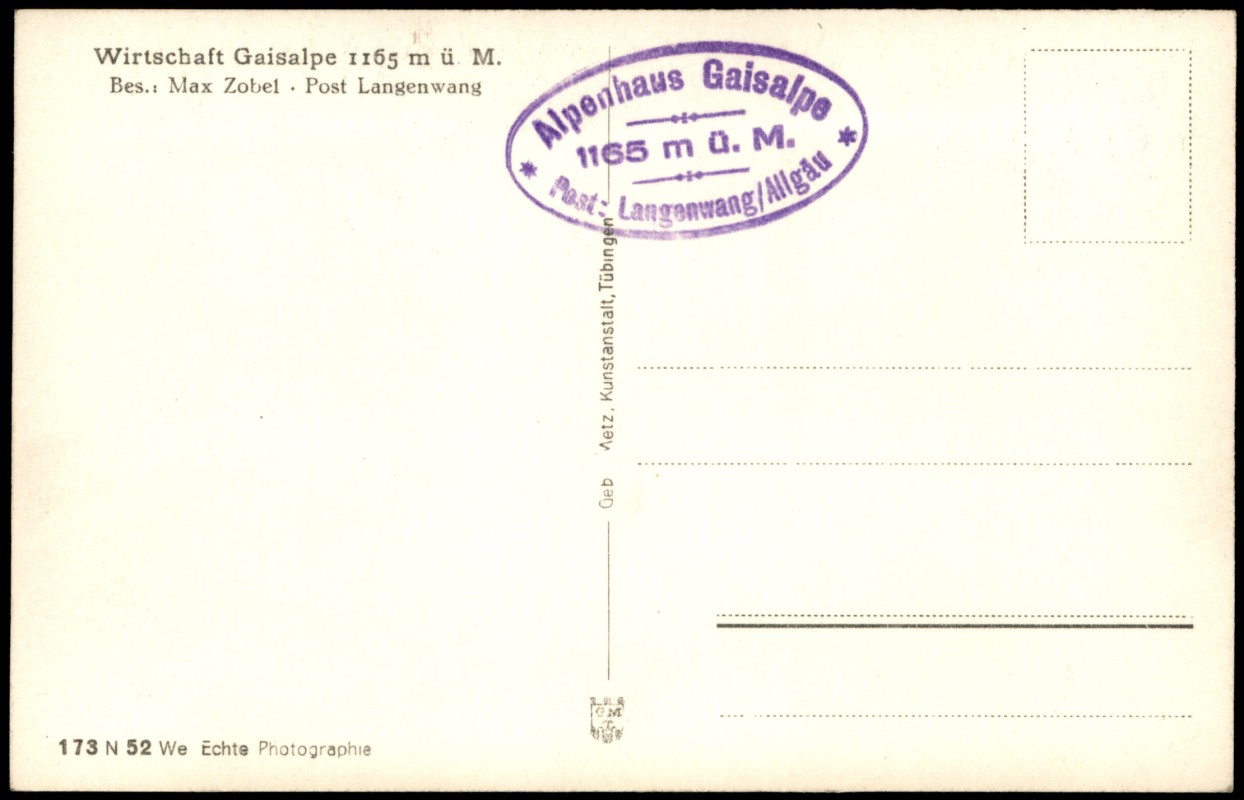 Wirtschaft Gaisalpe 1165 m ü. M.
Bes.: Max Zobel · Post Langenwang
Alpenhaus Gaisalpe
1165 m ü. M.
Post: Langenwang/Allgäu
Geb Metz, Kunstanstalt, Tübingen
GM
T
173 N 52 We Echte Photographie